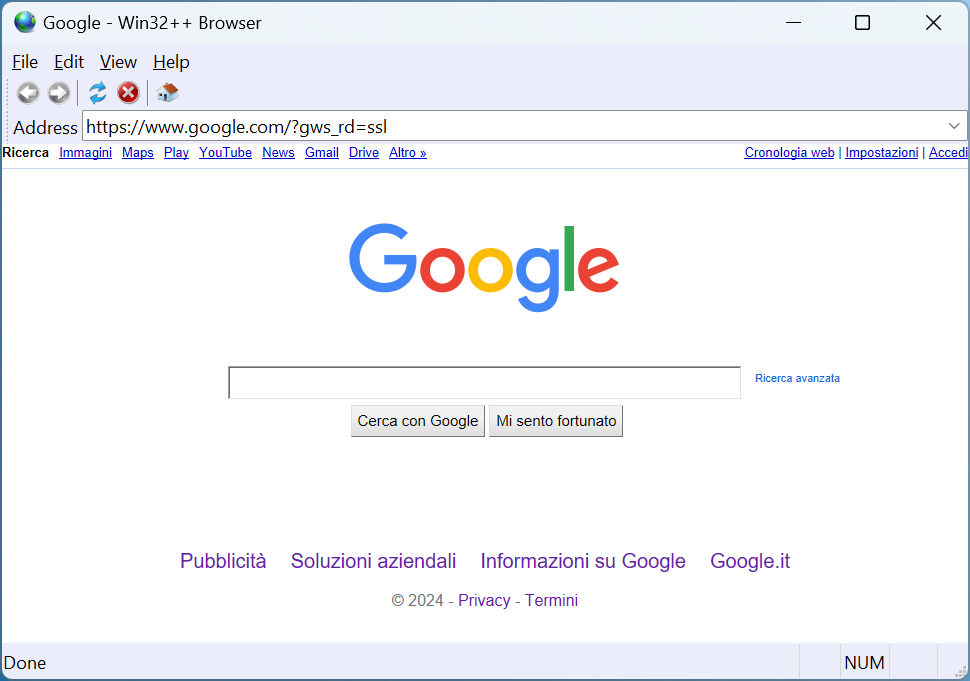 Google - Win32++ Browser
File Edit View Help
Address https://www.google.com/?gws_rd=ssl
Ricerca Immagini Maps Play YouTube News Gmail Drive Altro » Cronologia web | Impostazioni | Accedi
Google
Ricerca avanzata
Cerca con Google Mi sento fortunato
Pubblicità Soluzioni aziendali Informazioni su Google Google.it
© 2024 - Privacy - Termini
Done NUM